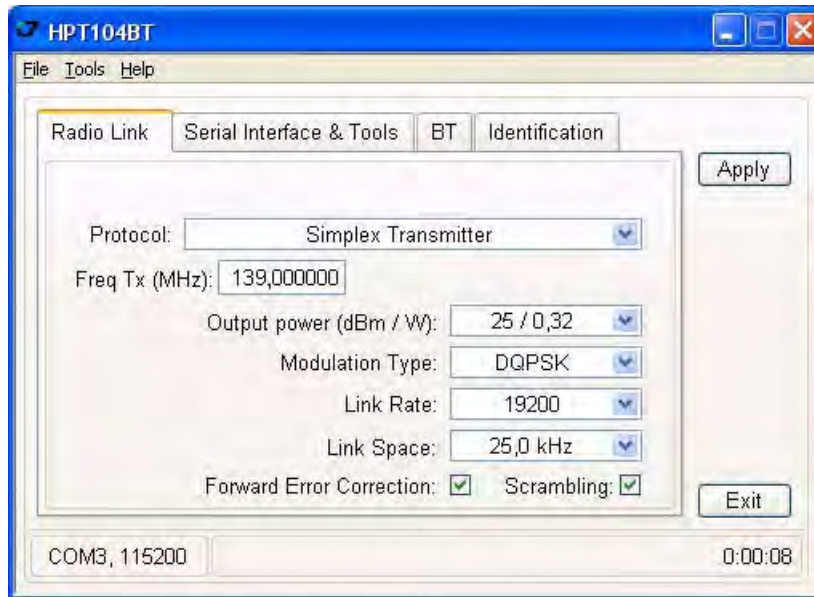 HPT104BT
File Tools Help
Radio Link Serial Interface & Tools BT Identification
Apply
Protocol: Simplex Transmitter
Freq Tx (MHz): 139,000000
Output power (dBm / W): 25 / 0,32
Modulation Type: DQPSK
Link Rate: 19200
Link Space: 25,0 kHz
Forward Error Correction: Scrambling:
Exit
COM3, 115200 0:00:08